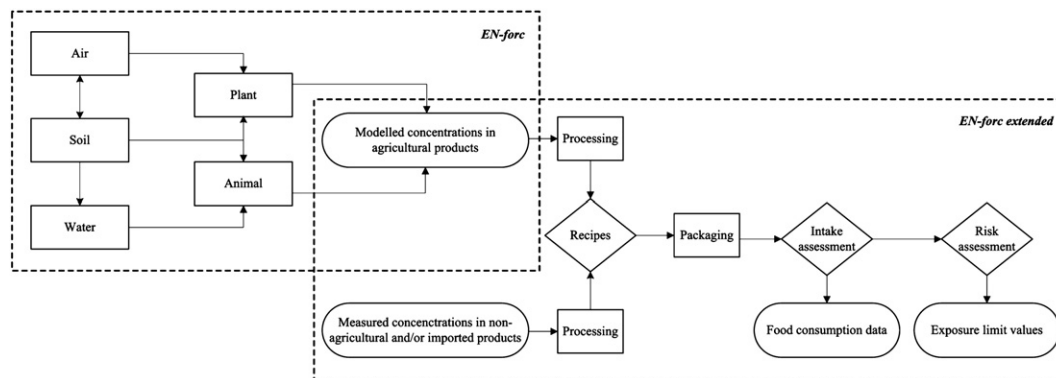 EN-forc
Air
Plant
Soil
Animal
Water
Modelled concentrations in
agricultural products
EN-forc extended
Processing
Recipes
Packaging
Intake
assessment
Risk
assessment
Measured concenctrations in non-
agricultural and/or imported products
Processing
Food consumption data
Exposure limit values